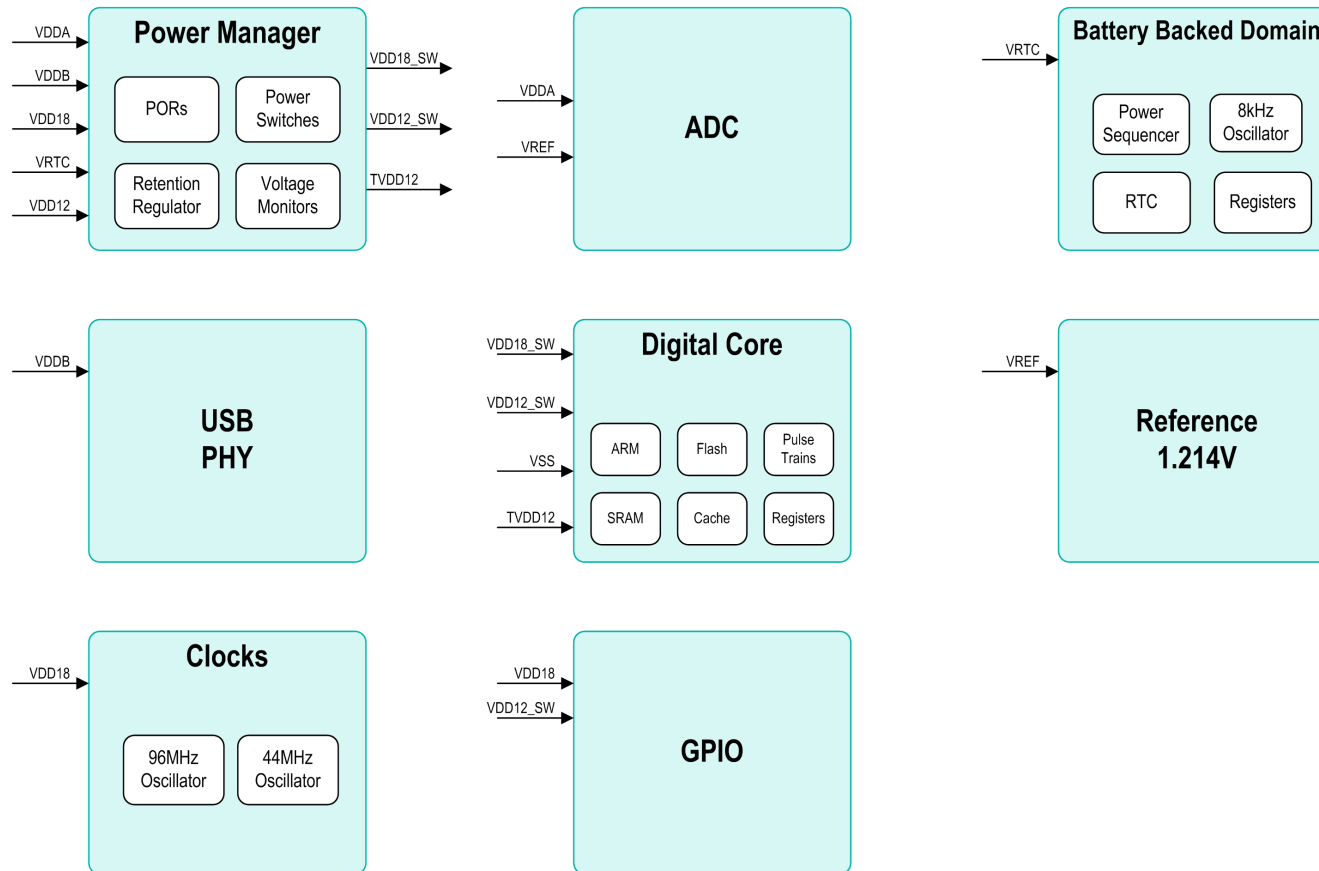 Power Manager
VDDA
VDDB
VDD18
VRTC
VDD12
PORs
Power
Switches
Retention
Regulator
Voltage
Monitors
VDD18_SW
VDD12_SW
TVDD12
ADC
VDDA
VREF
Battery Backed Domain
VRTC
Power
Sequencer
8kHz
Oscillator
RTC
Registers
USB
PHY
VDDB
Digital Core
VDD18_SW
VDD12_SW
VSS
TVDD12
ARM
Flash
Pulse
Trains
SRAM
Cache
Registers
Reference
1.214V
VREF
Clocks
VDD18
96MHz
Oscillator
44MHz
Oscillator
GPIO
VDD18
VDD12_SW